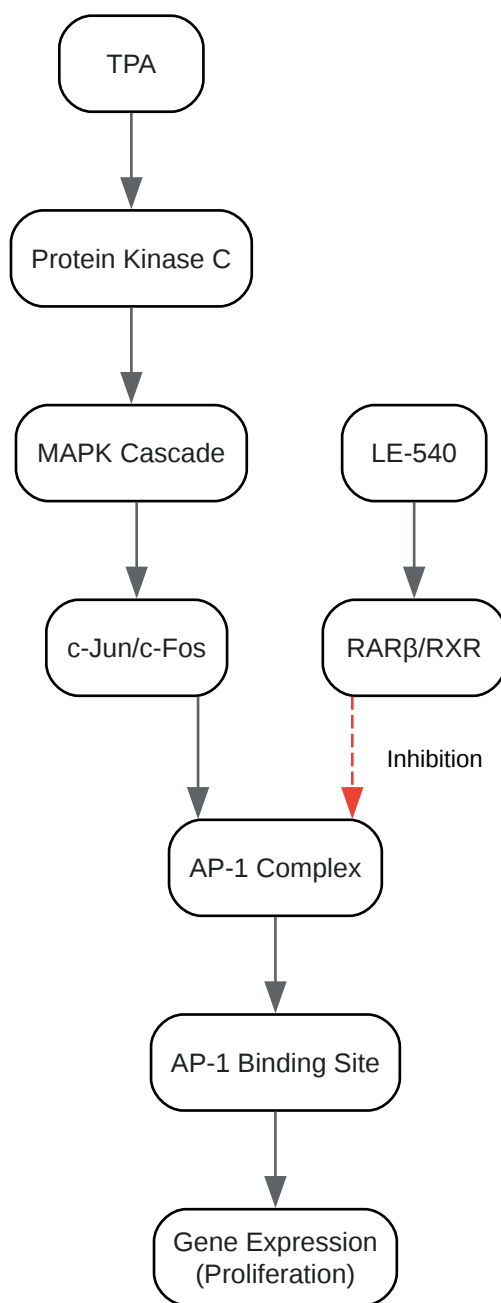 TPA
Protein Kinase C
MAPK Cascade
LE-540
c-Jun/c-Fos
RARβ/RXR
Inhibition
AP-1 Complex
AP-1 Binding Site
Gene Expression
(Proliferation)